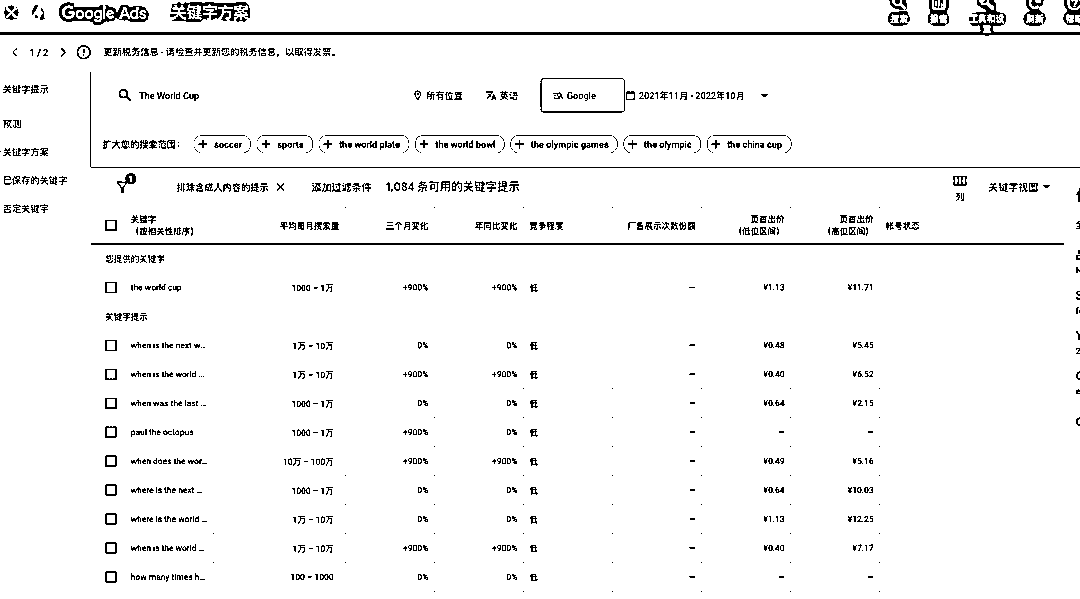 Google Ads 关键字方案
搜索 报告 工具和设 刷新
1/2 更新税务信息 - 请检查并更新您的税务信息，以取得发票。
关键字提示
预测
关键字方案
已保存的关键字
否定关键字
The World Cup 所有位置 英语 Google 2021年11月 - 2022年10月
扩大您的搜索范围： + soccer + sports + the world plate + the world bowl + the olympic games + the olympic + the china cup
1 排除含成人内容的提示 × 添加过滤条件 1,084 条可用的关键字提示 列 关键字视图
关键字（按相关性排序） 平均每月搜索量 三个月变化 年同比变化 竞争程度 广告展示次数份额 页首出价（低位区间） 页首出价（高位区间） 帐号状态
您提供的关键字
the world cup 1000 – 1万 +900% +900% 低 – ¥1.13 ¥11.71
关键字提示
when is the next w... 1万 – 10万 0% 0% 低 – ¥0.48 ¥5.45
when is the world ... 1万 – 10万 +900% +900% 低 – ¥0.40 ¥6.52
when was the last ... 1000 – 1万 0% 0% 低 – ¥0.64 ¥2.15
paul the octopus 1000 – 1万 +900% 0% 低 – – –
when does the wor... 10万 – 100万 +900% +900% 低 – ¥0.49 ¥5.16
where is the next ... 1000 – 1万 0% 0% 低 – ¥0.64 ¥10.03
where is the world ... 1万 – 10万 0% 0% 低 – ¥1.13 ¥12.25
when is the world ... 1万 – 10万 +900% +900% 低 – ¥0.40 ¥7.17
how many times h... 100 – 1000 0% 0% 低 – – –